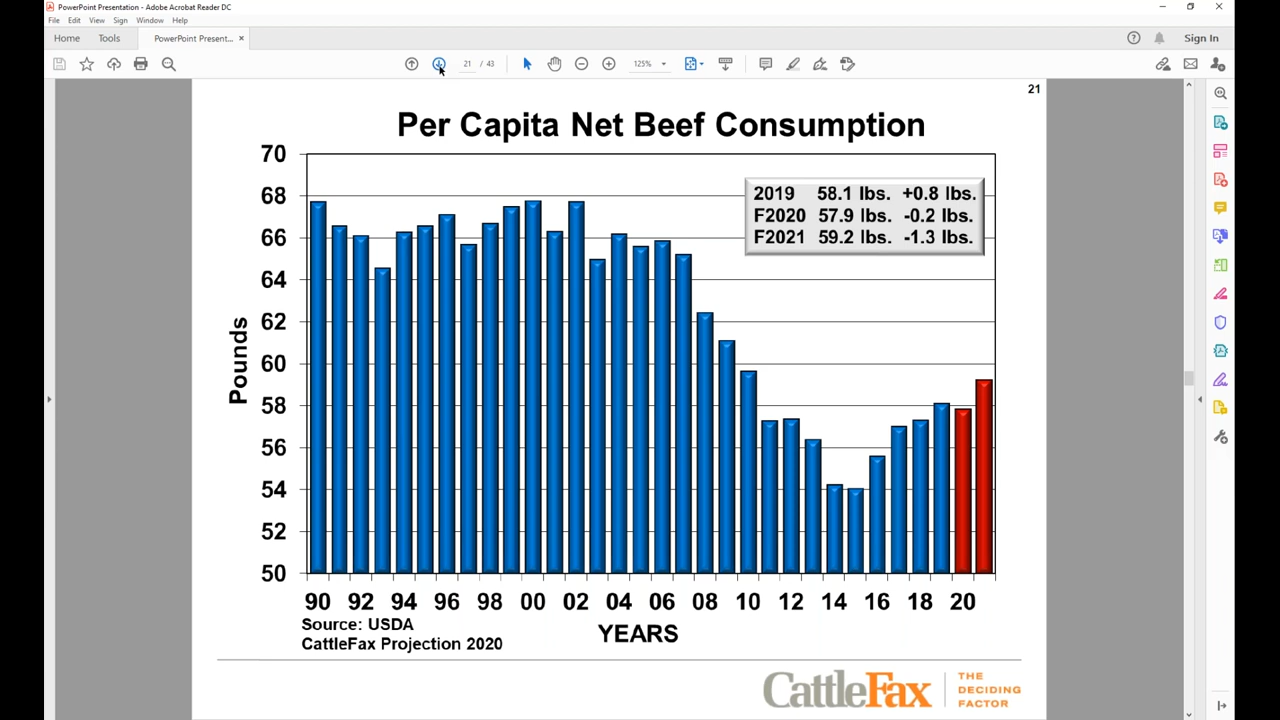 PowerPoint Presentation - Adobe Acrobat Reader DC
File Edit View Sign Window Help
Home Tools PowerPoint Present... × Sign In
21 / 43 125%
21
Per Capita Net Beef Consumption
70
68
66
64
62
60
58
56
54
52
50
Pounds
2019 58.1 lbs. +0.8 lbs.
F2020 57.9 lbs. -0.2 lbs.
F2021 59.2 lbs. -1.3 lbs.
90 92 94 96 98 00 02 04 06 08 10 12 14 16 18 20
YEARS
Source: USDA
CattleFax Projection 2020
CattleFax
THE
DECIDING
FACTOR